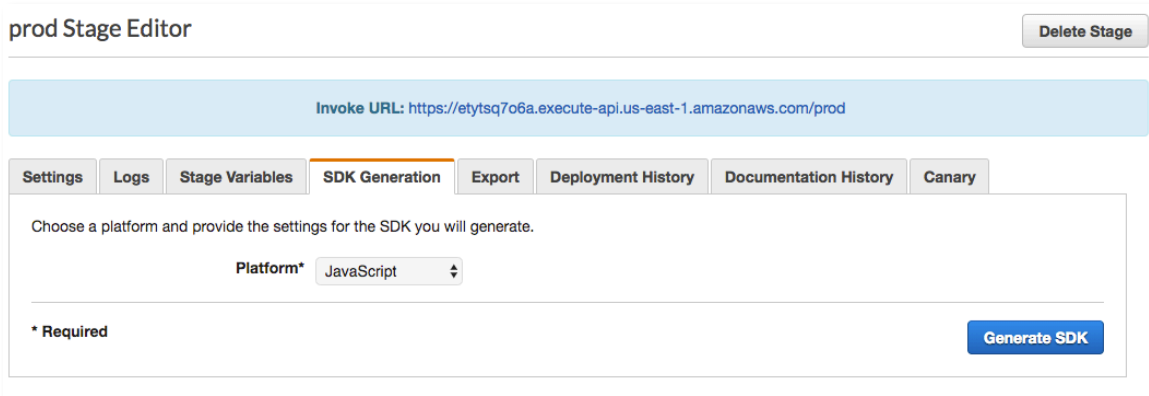 prod Stage Editor
Delete Stage
Invoke URL: https://etytsq7o6a.execute-api.us-east-1.amazonaws.com/prod
Settings Logs Stage Variables SDK Generation Export Deployment History Documentation History Canary
Choose a platform and provide the settings for the SDK you will generate.
Platform* JavaScript
* Required
Generate SDK